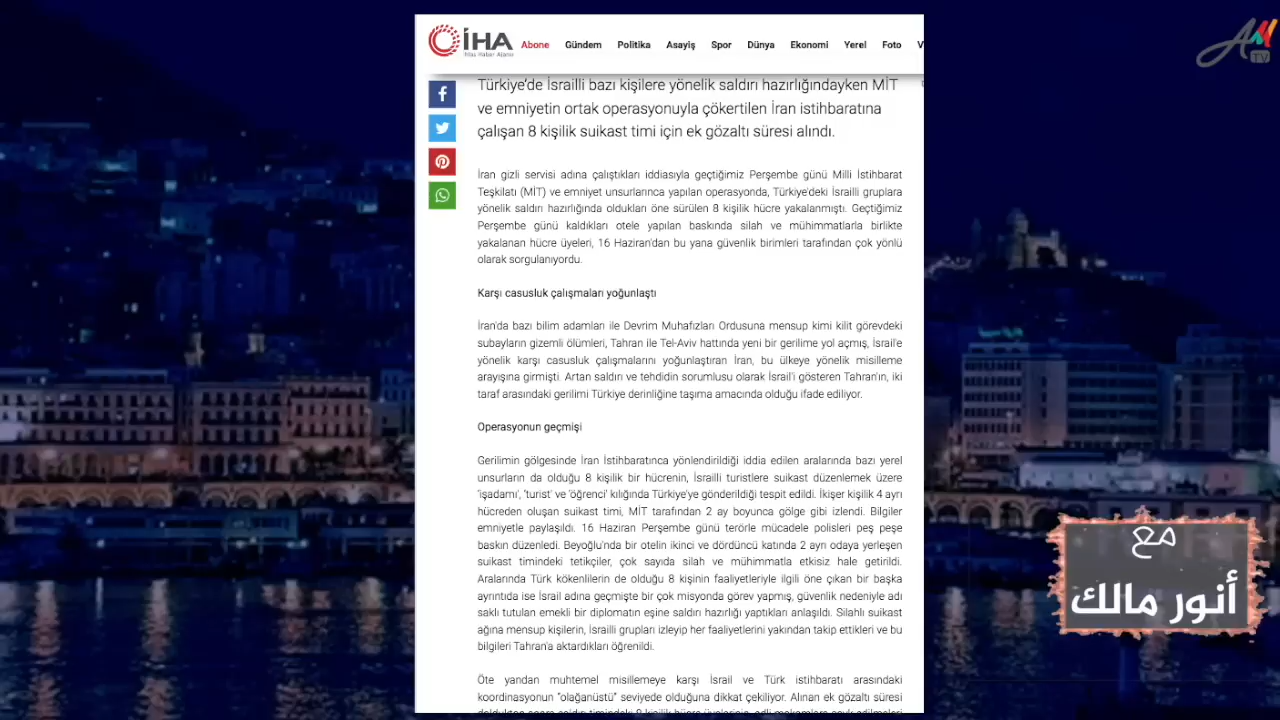 İHA
İhlas Haber Ajansı
Abone Gündem Politika Asayiş Spor Dünya Ekonomi Yerel Foto V
AM
TV
Türkiye’de İsrailli bazı kişilere yönelik saldırı hazırlığındayken MİT
ve emniyetin ortak operasyonuyla çökertilen İran istihbaratına
çalışan 8 kişilik suikast timi için ek gözaltı süresi alındı.
İran gizli servisi adına çalıştıkları iddiasıyla geçtiğimiz Perşembe günü Milli İstihbarat
Teşkilatı (MİT) ve emniyet unsurlarınca yapılan operasyonda, Türkiye’deki İsrailli gruplara
yönelik saldırı hazırlığında oldukları öne sürülen 8 kişilik hücre yakalanmıştı. Geçtiğimiz
Perşembe günü kaldıkları otele yapılan baskında silah ve mühimmatlarla birlikte
yakalanan hücre üyeleri, 16 Haziran’dan bu yana güvenlik birimleri tarafından çok yönlü
olarak sorgulanıyordu.
Karşı casusluk çalışmaları yoğunlaştı
İran'da bazı bilim adamları ile Devrim Muhafızları Ordusuna mensup kimi kilit görevdeki
subayların gizemli ölümleri, Tahran ile Tel-Aviv hattında yeni bir gerilime yol açmış, İsrail'e
yönelik karşı casusluk çalışmalarını yoğunlaştıran İran, bu ülkeye yönelik misilleme
arayışına girmişti. Artan saldırı ve tehdidin sorumlusu olarak İsrail'i gösteren Tahran'ın, iki
taraf arasındaki gerilimi Türkiye derinliğine taşıma amacında olduğu ifade ediliyor.
Operasyonun geçmişi
Gerilimin gölgesinde İran İstihbaratınca yönlendirildiği iddia edilen aralarında bazı yerel
unsurların da olduğu 8 kişilik bir hücrenin, İsrailli turistlere suikast düzenlemek üzere
‘işadamı’, ‘turist’ ve ‘öğrenci’ kılığında Türkiye’ye gönderildiği tespit edildi. İkişer kişilik 4 ayrı
hücreden oluşan suikast timi, MİT tarafından 2 ay boyunca gölge gibi izlendi. Bilgiler
emniyetle paylaşıldı. 16 Haziran Perşembe günü terörle mücadele polisleri peş peşe
baskın düzenledi. Beyoğlu’nda bir otelin ikinci ve dördüncü katında 2 ayrı odaya yerleşen
suikast timindeki tetikçiler, çok sayıda silah ve mühimmatla etkisiz hale getirildi.
Aralarında Türk kökenlilerin de olduğu 8 kişinin faaliyetleriyle ilgili öne çıkan bir başka
ayrıntıda ise İsrail adına geçmişte bir çok misyonda görev yapmış, güvenlik nedeniyle adı
saklı tutulan emekli bir diplomatın eşine saldırı hazırlığı yaptıkları anlaşıldı. Silahlı suikast
ağına mensup kişilerin, İsrailli grupları izleyip her faaliyetlerini yakından takip ettikleri ve bu
bilgileri Tahran'a aktardıkları öğrenildi.
Öte yandan muhtemel misillemeye karşı İsrail ve Türk istihbaratı arasındaki
koordinasyonun “olağanüstü” seviyede olduğuna dikkat çekiliyor. Alınan ek gözaltı süresi
مع
أنور مالك